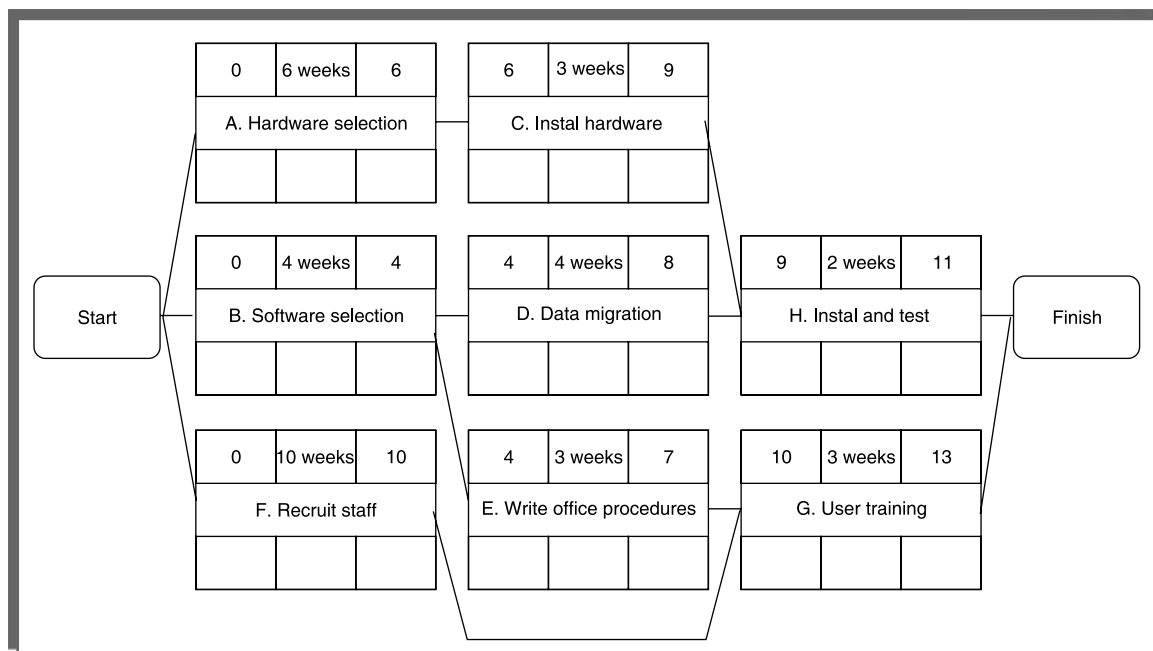 0 6 weeks 6
A. Hardware selection
6 3 weeks 9
C. Instal hardware
Start
0 4 weeks 4
B. Software selection
4 4 weeks 8
D. Data migration
9 2 weeks 11
H. Instal and test
Finish
0 10 weeks 10
F. Recruit staff
4 3 weeks 7
E. Write office procedures
10 3 weeks 13
G. User training